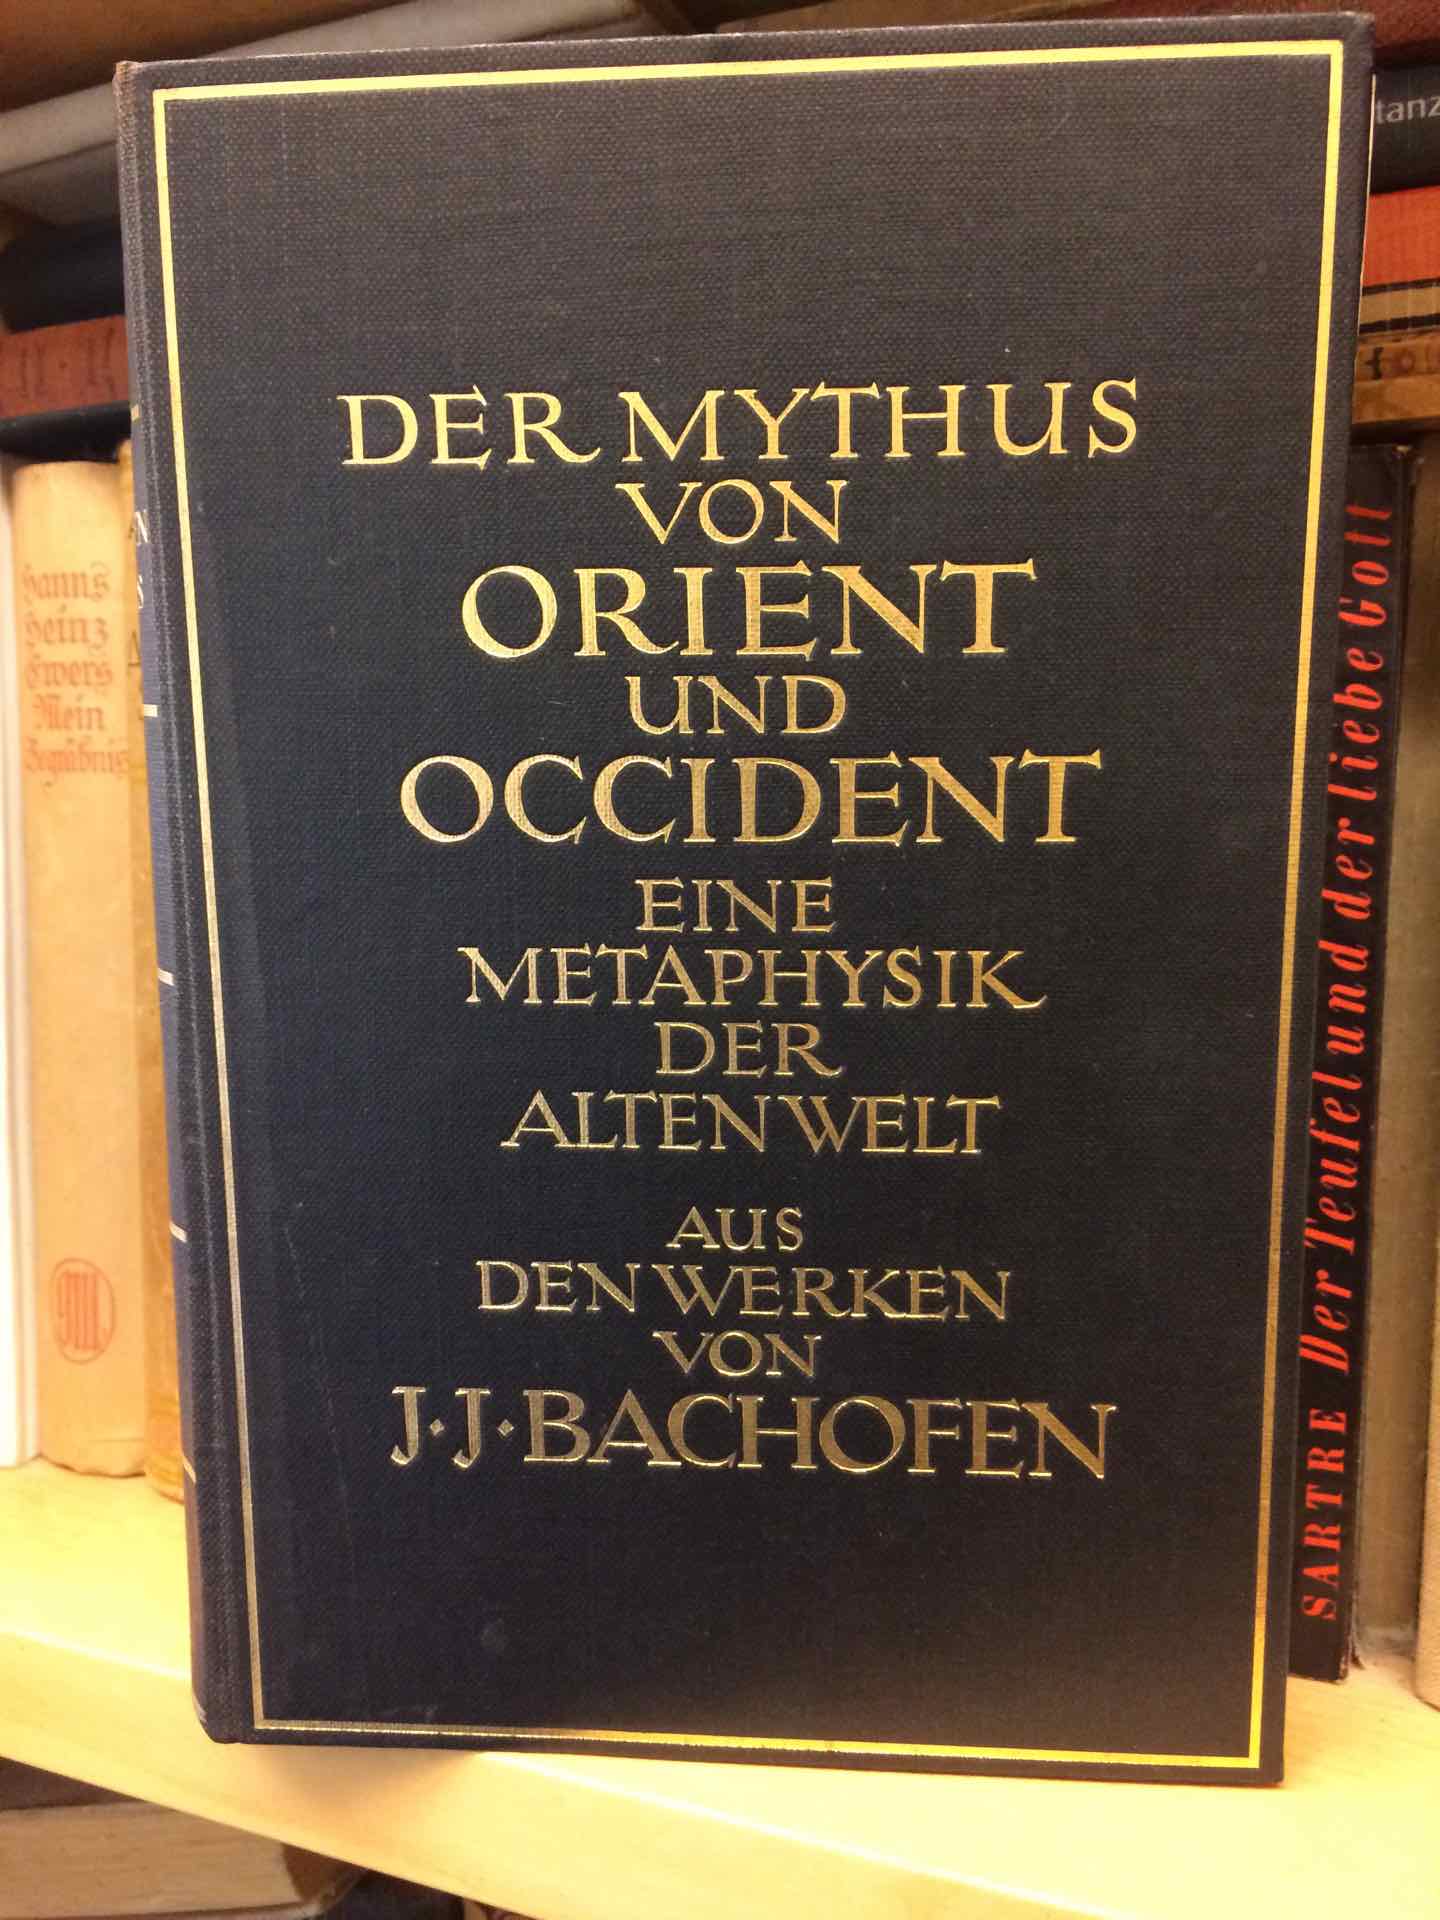 DER MYTHUS
VON
ORIENT
UND
OCCIDENT
EINE
METAPHYSIK
DER
ALTEN WELT
AUS
DEN WERKEN
VON
J·J·BACHOFEN
Hanns
Heinz
Ewers
Mein
Begräbnis
SARTRE Der Teufel und der liebe Gott
tanz